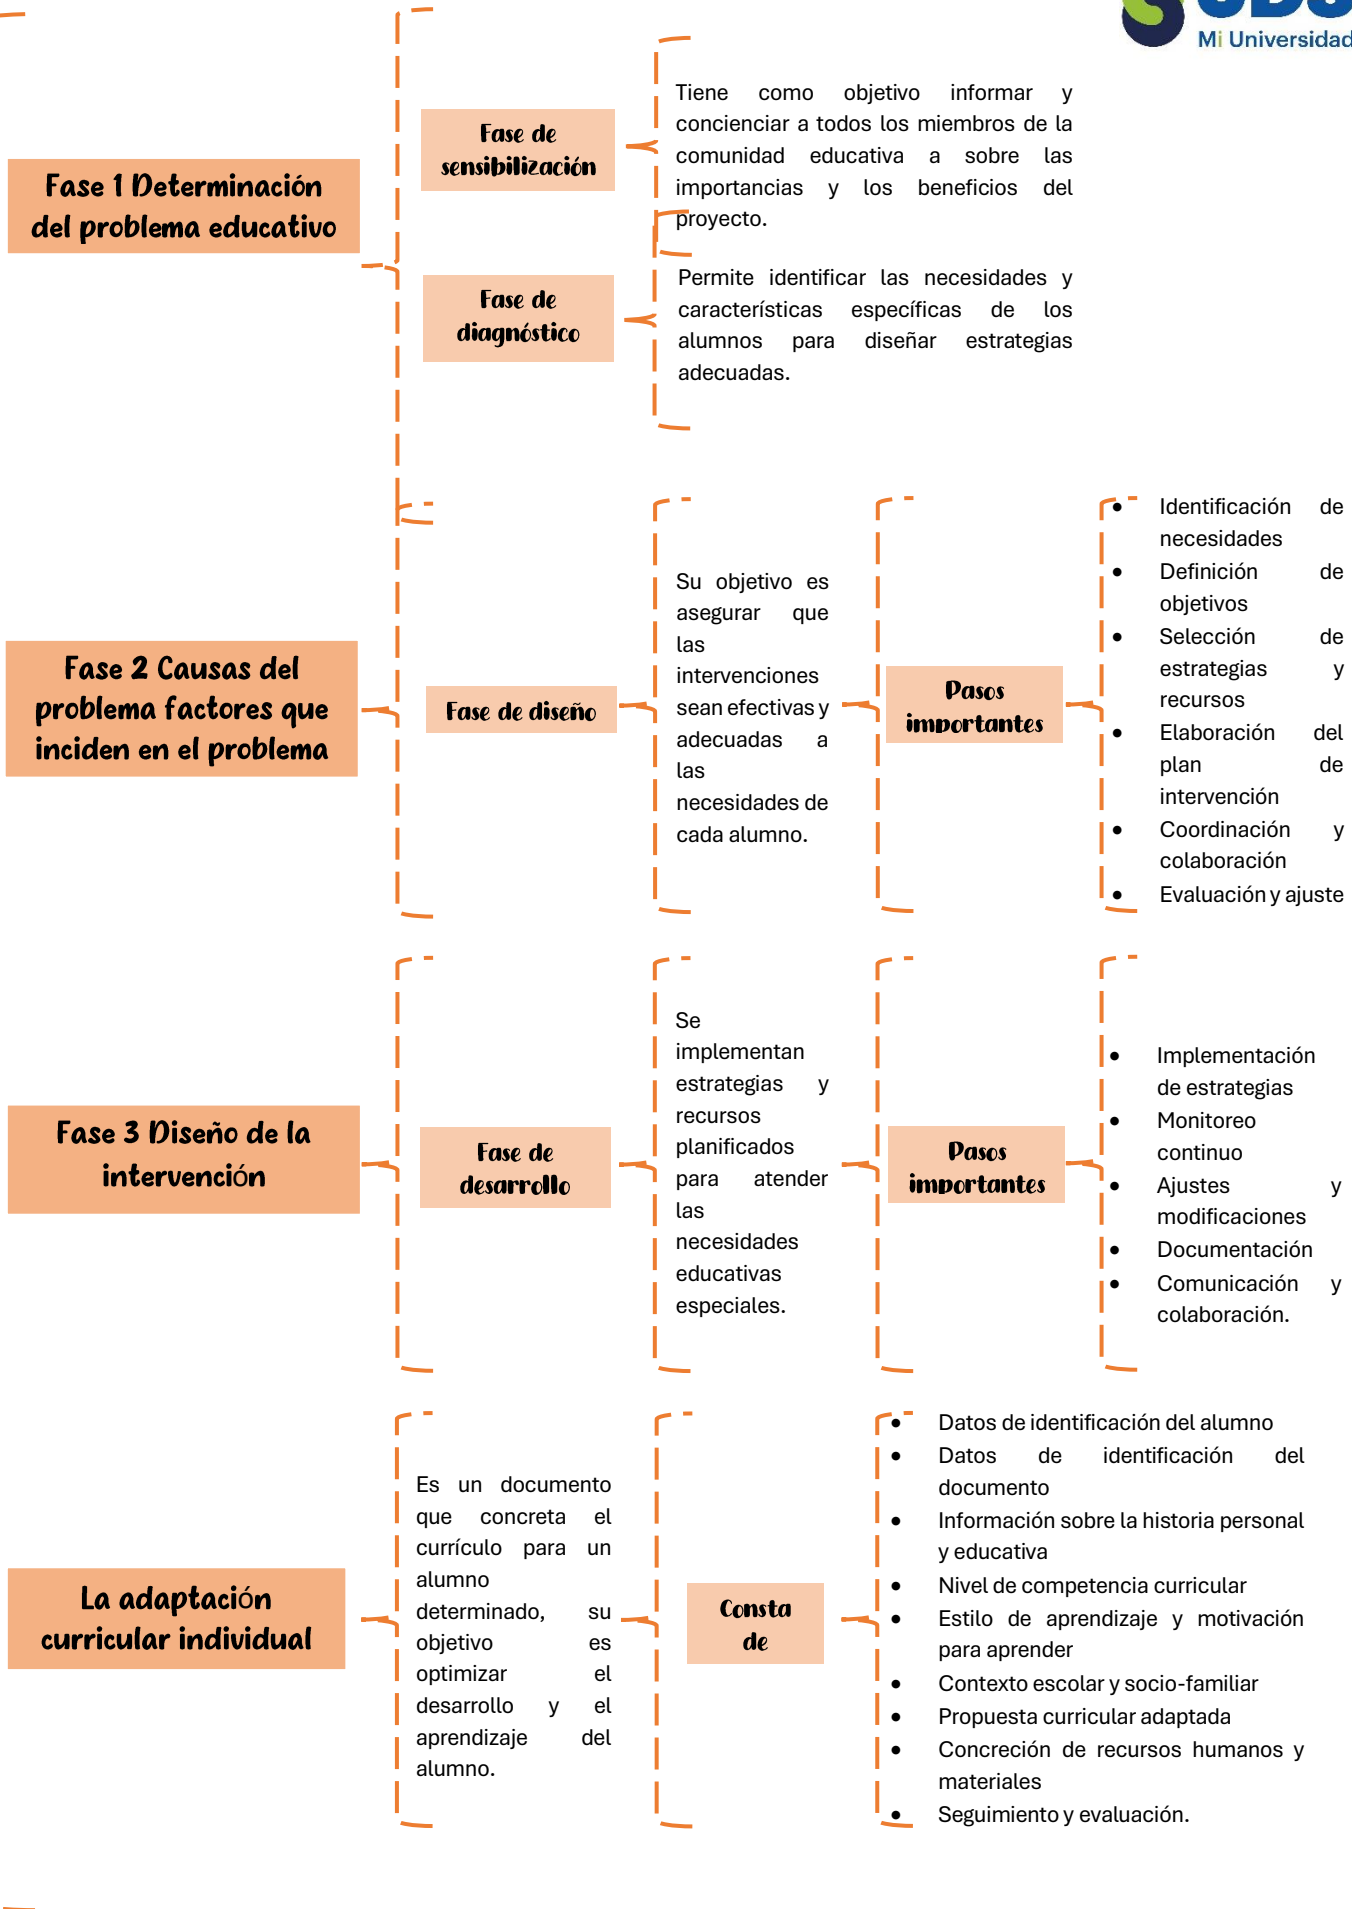 Mi Universidad
Fase 1 Determinación
del problema educativo
Fase de
sensibilización
Tiene como objetivo informar y
concienciar a todos los miembros de la
comunidad educativa a sobre las
importancias y los beneficios del
proyecto.
Fase de
diagnóstico
Permite identificar las necesidades y
características específicas de los
alumnos para diseñar estrategias
adecuadas.
Fase 2 Causas del
problema factores que
inciden en el problema
Fase de diseño
Su objetivo es
asegurar que
las
intervenciones
sean efectivas y
adecuadas a
las
necesidades de
cada alumno.
Pasos
importantes
• Identificación de
necesidades
• Definición de
objetivos
• Selección de
estrategias y
recursos
• Elaboración del
plan de
intervención
• Coordinación y
colaboración
• Evaluación y ajuste
Fase 3 Diseño de la
intervención
Fase de
desarrollo
Se
implementan
estrategias y
recursos
planificados
para atender
las
necesidades
educativas
especiales.
Pasos
importantes
• Implementación
de estrategias
• Monitoreo
continuo
• Ajustes y
modificaciones
• Documentación
• Comunicación y
colaboración.
La adaptación
curricular individual
Es un documento
que concreta el
currículo para un
alumno
determinado, su
objetivo es
optimizar el
desarrollo y el
aprendizaje del
alumno.
Consta
de
• Datos de identificación del alumno
• Datos de identificación del
documento
• Información sobre la historia personal
y educativa
• Nivel de competencia curricular
• Estilo de aprendizaje y motivación
para aprender
• Contexto escolar y socio-familiar
• Propuesta curricular adaptada
• Concreción de recursos humanos y
materiales
• Seguimiento y evaluación.